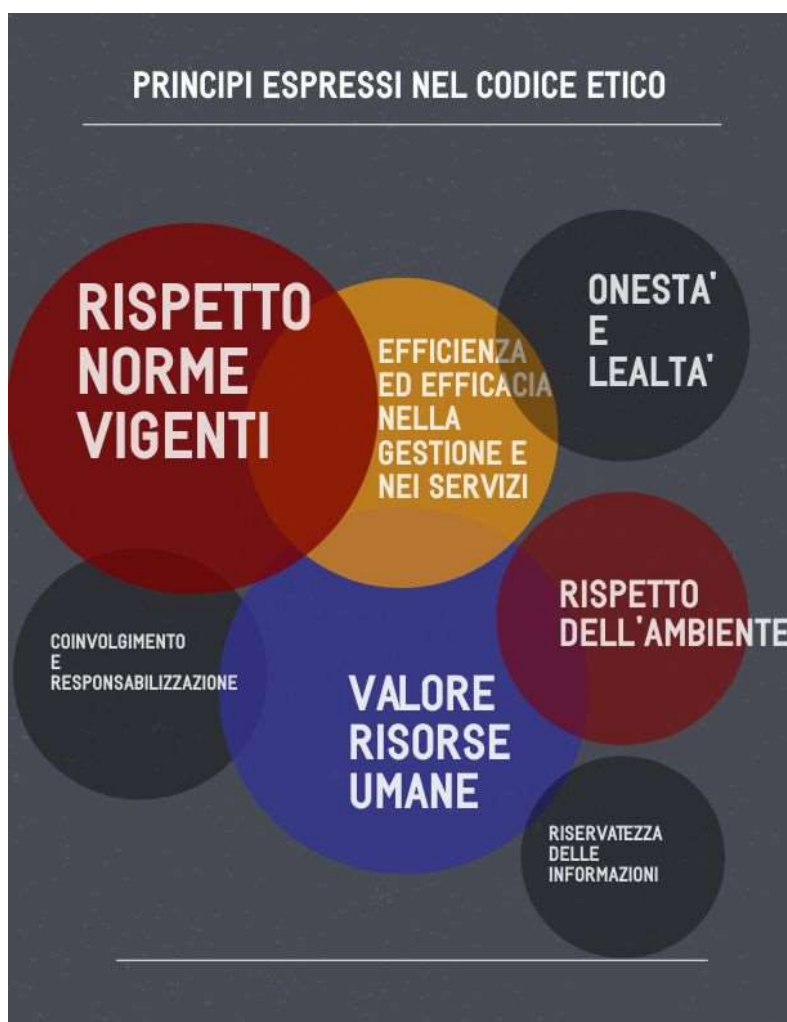 PRINCIPI ESPRESSI NEL CODICE ETICO
RISPETTO
NORME
VIGENTI
EFFICIENZA
ED EFFICACIA
NELLA
GESTIONE E
NEI SERVIZI
ONESTA'
E
LEALTA'
COINVOLGIMENTO
E
RESPONSABILIZZAZIONE
VALORE
RISORSE
UMANE
RISPETTO
DELL'AMBIENTE
RISERVATEZZA
DELLE
INFORMAZIONI